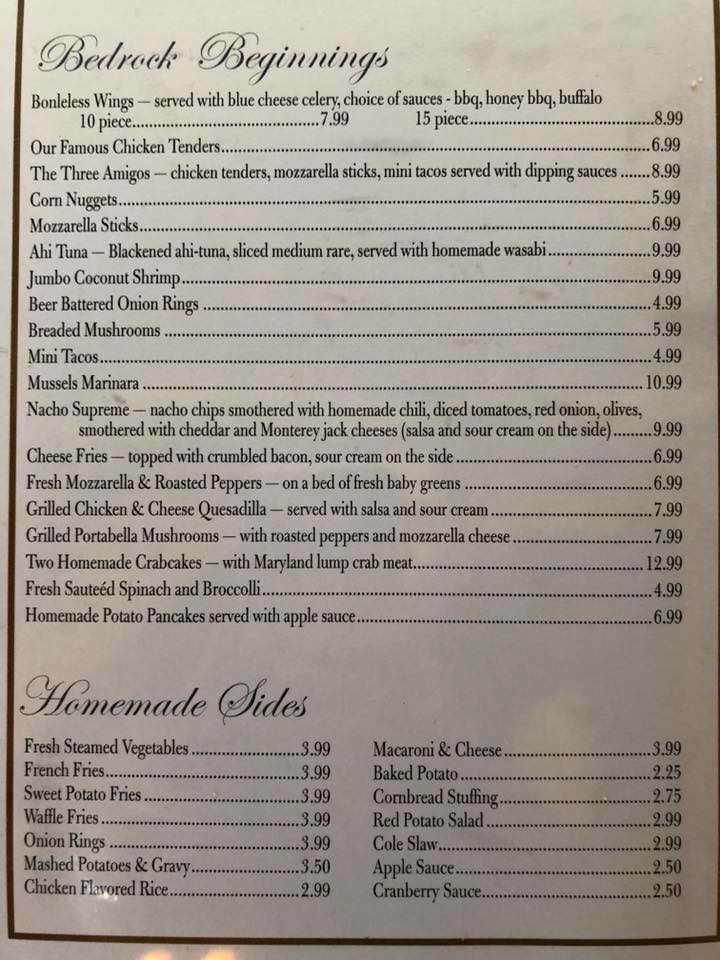 Bedrock Beginnings
Bonleless Wings — served with blue cheese celery, choice of sauces - bbq, honey bbq, buffalo
10 piece..........................................7.99 15 piece..........................................8.99
Our Famous Chicken Tenders..........................................6.99
The Three Amigos — chicken tenders, mozzarella sticks, mini tacos served with dipping sauces .......8.99
Corn Nuggets..........................................5.99
Mozzarella Sticks..........................................6.99
Ahi Tuna — Blackened ahi-tuna, sliced medium rare, served with homemade wasabi........................9.99
Jumbo Coconut Shrimp..........................................9.99
Beer Battered Onion Rings ..........................................4.99
Breaded Mushrooms ..........................................5.99
Mini Tacos..........................................4.99
Mussels Marinara ..........................................10.99
Nacho Supreme — nacho chips smothered with homemade chili, diced tomatoes, red onion, olives,
smothered with cheddar and Monterey jack cheeses (salsa and sour cream on the side).........9.99
Cheese Fries — topped with crumbled bacon, sour cream on the side ..........................................6.99
Fresh Mozzarella & Roasted Peppers — on a bed of fresh baby greens ..........................................6.99
Grilled Chicken & Cheese Quesadilla — served with salsa and sour cream ..........................................7.99
Grilled Portabella Mushrooms — with roasted peppers and mozzarella cheese ................................7.99
Two Homemade Crabcakes — with Maryland lump crab meat..........................................12.99
Fresh Sauteéd Spinach and Broccolli..........................................4.99
Homemade Potato Pancakes served with apple sauce..........................................6.99
Homemade Sides
Fresh Steamed Vegetables ..........................3.99
French Fries..........................3.99
Sweet Potato Fries ..........................3.99
Waffle Fries ..........................3.99
Onion Rings ..........................3.99
Mashed Potatoes & Gravy..........................3.50
Chicken Flavored Rice..........................2.99
Macaroni & Cheese..........................3.99
Baked Potato ..........................2.25
Cornbread Stuffing..........................2.75
Red Potato Salad ..........................2.99
Cole Slaw..........................2.99
Apple Sauce..........................2.50
Cranberry Sauce..........................2.50